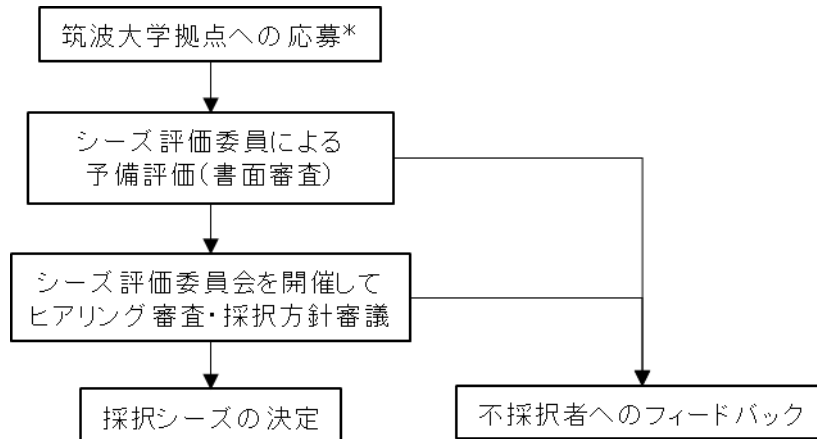 筑波大学拠点への応募*
シーズ評価委員による
予備評価(書面審査)
シーズ評価委員会を開催して
ヒアリング審査・採択方針審議
採択シーズの決定
不採択者へのフィードバック